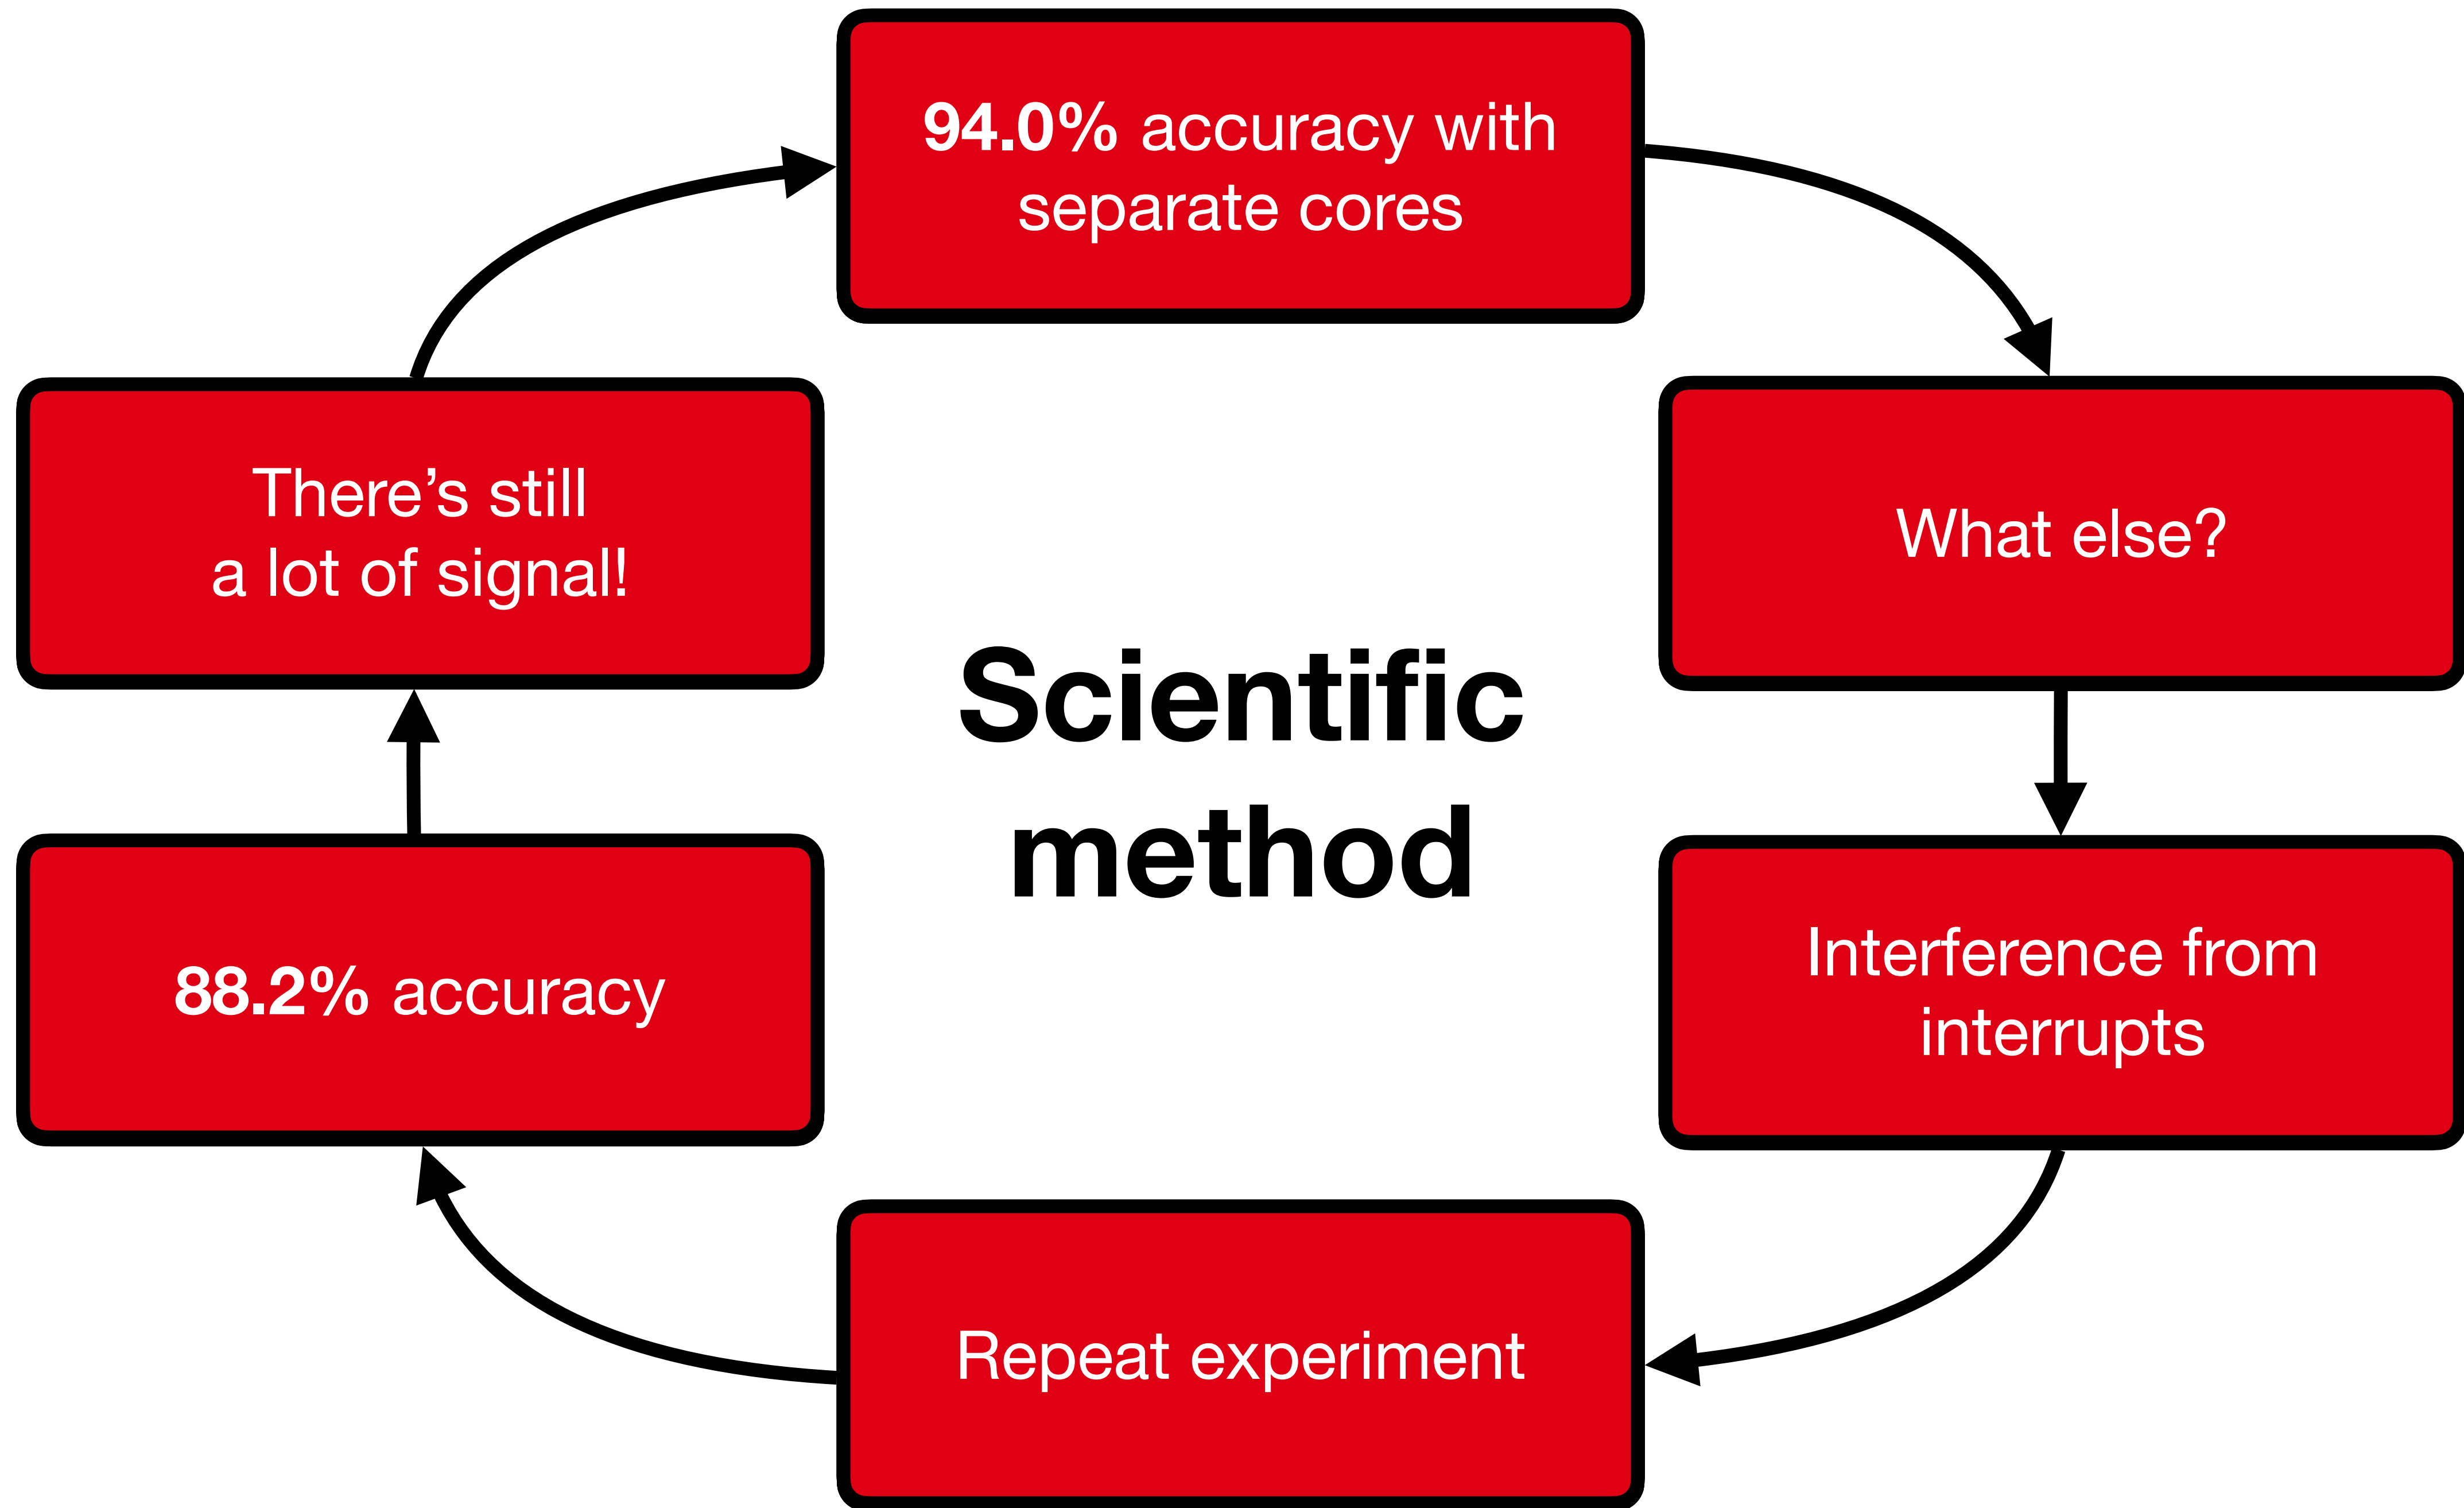 94.0% accuracy with
separate cores
What else?
Interference from
interrupts
Repeat experiment
88.2% accuracy
There’s still
a lot of signal!
Scientific
method